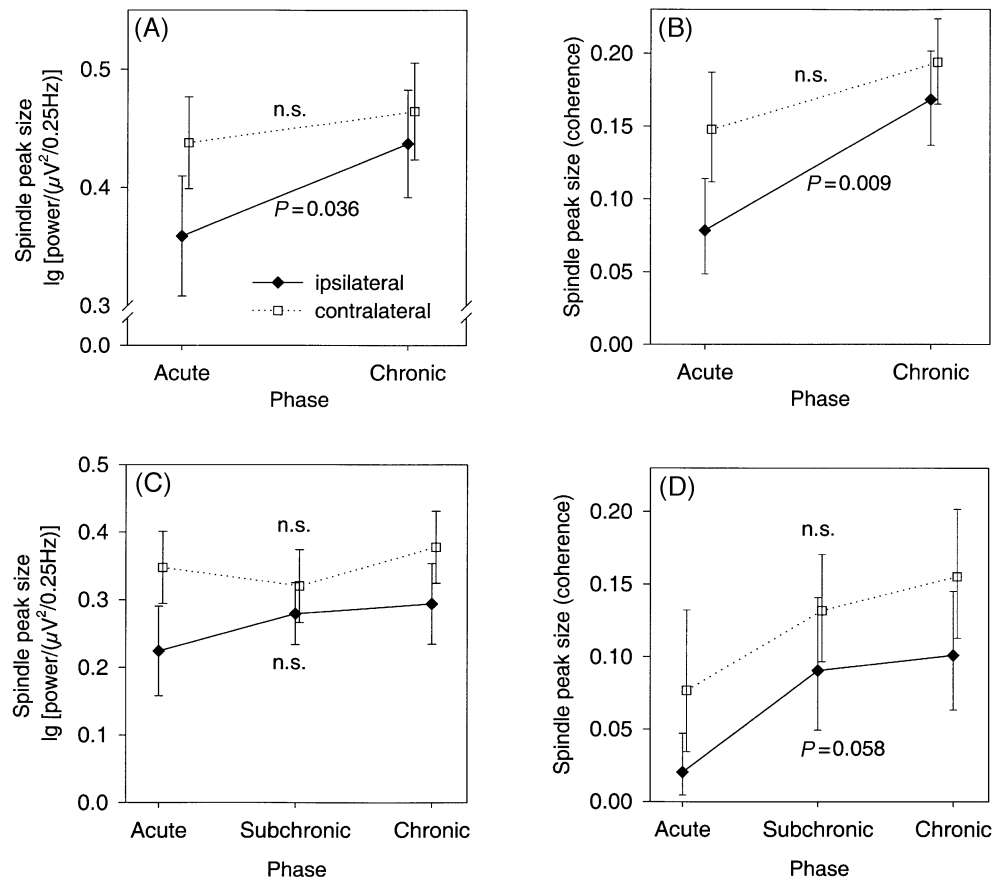 (A)
Spindle peak size
lg [power/(μV²/0.25Hz)]
0.5
0.4
0.3
0.0
n.s.
P=0.036
ipsilateral
contralateral
Acute Chronic
Phase
(B)
Spindle peak size (coherence)
0.20
0.15
0.10
0.05
0.00
n.s.
P=0.009
Acute Chronic
Phase
(C)
Spindle peak size
lg [power/(μV²/0.25Hz)]
0.5
0.4
0.3
0.2
0.1
0.0
n.s.
n.s.
Acute Subchronic Chronic
Phase
(D)
Spindle peak size (coherence)
0.20
0.15
0.10
0.05
0.00
n.s.
P=0.058
Acute Subchronic Chronic
Phase